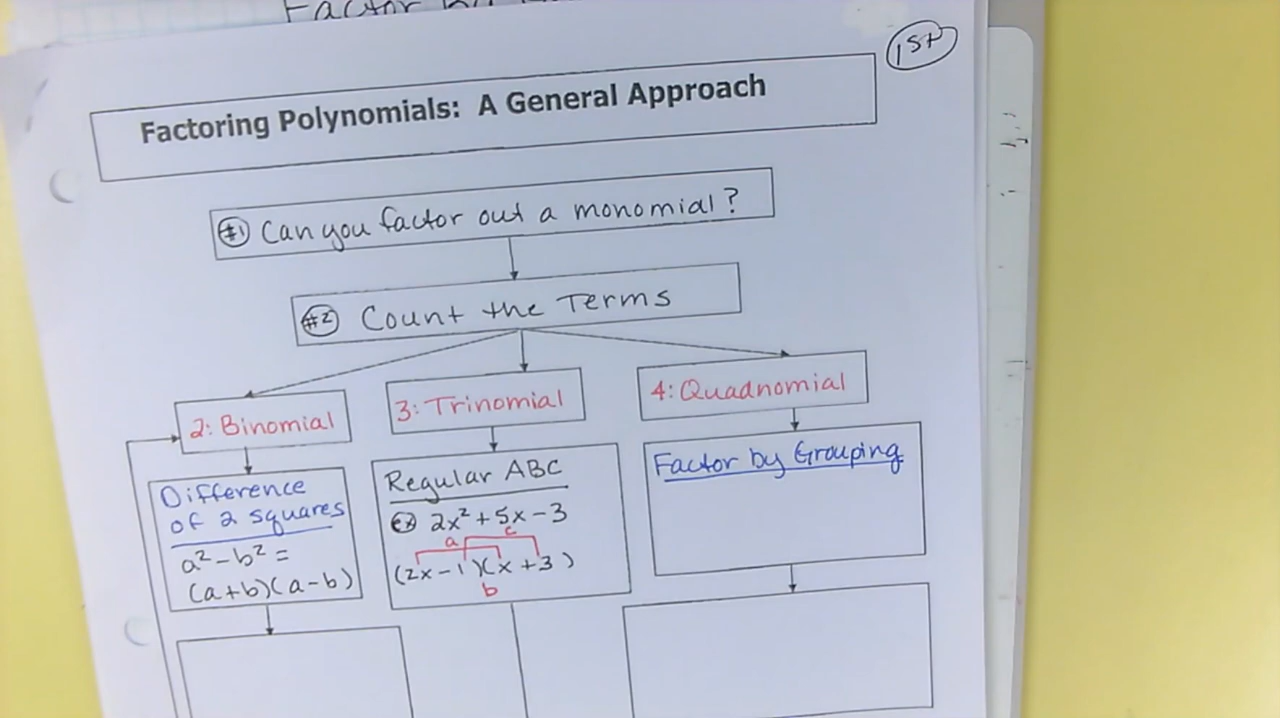 Factor by
1st
Factoring Polynomials: A General Approach
#1 Can you factor out a monomial?
#2 Count the Terms
2: Binomial
3: Trinomial
4: Quadnomial
Difference
of 2 squares
a² - b² =
(a+b)(a-b)
Regular ABC
Ex 2x² + 5x - 3
a c
(2x - 1)(x + 3)
b
Factor by Grouping